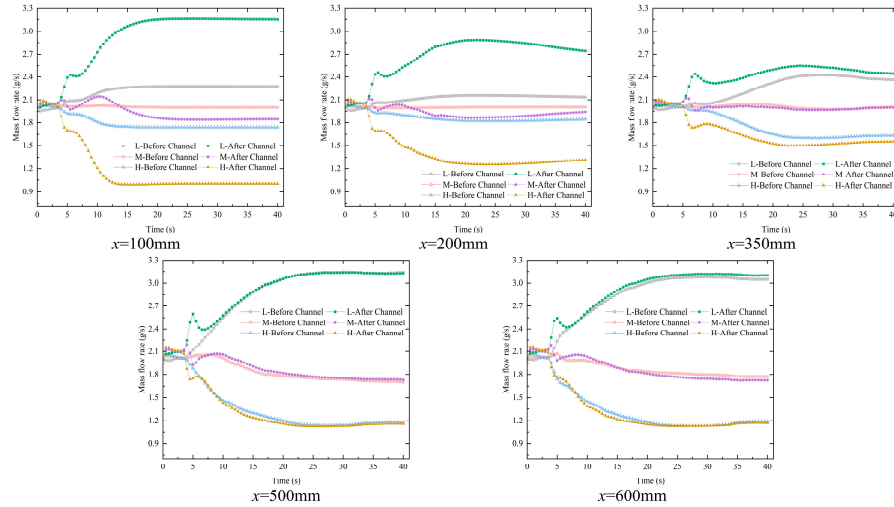 3.3
3.0
2.7
2.4
2.1
1.8
1.5
1.2
0.9
Mass flow rate (g/s)
L-Before Channel L-After Channel
M-Before Channel M-After Channel
H-Before Channel H-After Channel
0 5 10 15 20 25 30 35 40
Time (s)
x=100mm
3.3
3.0
2.7
2.4
2.1
1.8
1.5
1.2
0.9
Mass flow rate (g/s)
L-Before Channel L-After Channel
M-Before Channel M-After Channel
H-Before Channel H-After Channel
0 5 10 15 20 25 30 35 40
Time (s)
x=200mm
3.3
3.0
2.7
2.4
2.1
1.8
1.5
1.2
0.9
Mass flow rate (g/s)
L-Before Channel L-After Channel
M-Before Channel M-After Channel
H-Before Channel H-After Channel
0 5 10 15 20 25 30 35 40
Time (s)
x=350mm
3.3
3.0
2.7
2.4
2.1
1.8
1.5
1.2
0.9
Mass flow rate (g/s)
L-Before Channel L-After Channel
M-Before Channel M-After Channel
H-Before Channel H-After Channel
0 5 10 15 20 25 30 35 40
Time (s)
x=500mm
3.3
3.0
2.7
2.4
2.1
1.8
1.5
1.2
0.9
Mass flow rate (g/s)
L-Before Channel L-After Channel
M-Before Channel M-After Channel
H-Before Channel H-After Channel
0 5 10 15 20 25 30 35 40
Time (s)
x=600mm